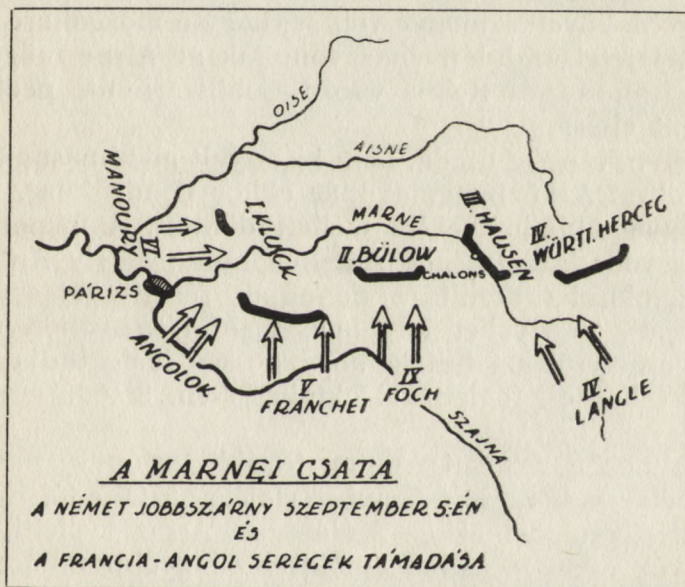 OISE
AISNE
MANOURY
VI.
I KLUCK
MARNE
II. BÜLOW
CHALONS
III. HAUSEN
IV.
WÜRTT. HERCEG
PÁRIZS
ANGOLOK
V
FRANCHET
IX
FOCH
IV.
LANGLE
SZAJNA
A MARNEI CSATA
A NÉMET JOBBSZÁRNY SZEPTEMBER 5-ÉN
ÉS
A FRANCIA-ANGOL SEREGEK TÁMADÁSA